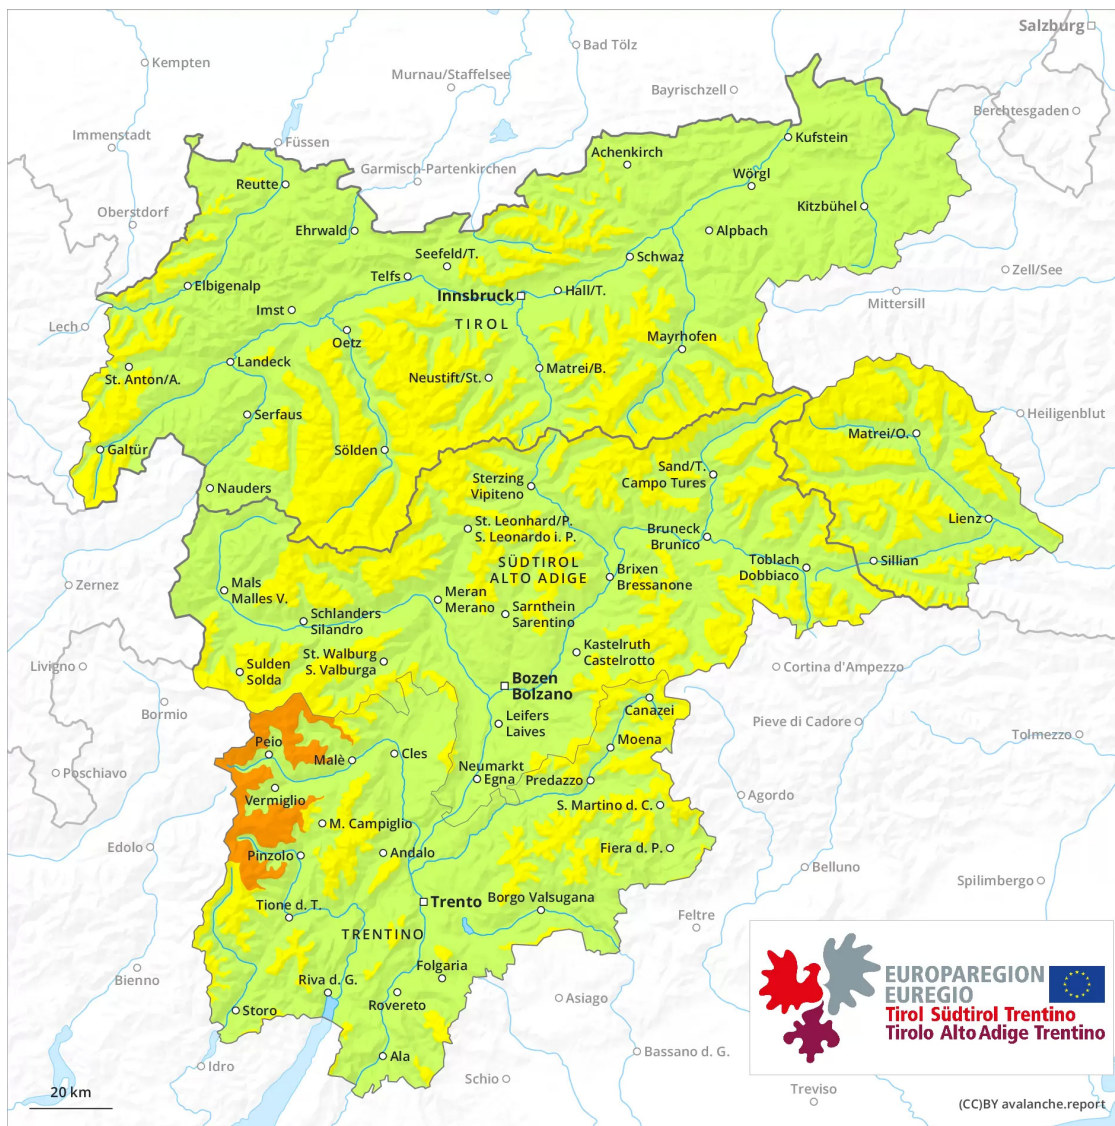 Salzburg
Bad Tölz
Kempten
Murnau/Staffelsee
Bayrischzell
Berchtesgaden
Immenstadt
Füssen
Kufstein
Achenkirch
Garmisch-Partenkirchen
Wörgl
Reutte
Kitzbühel
Oberstdorf
Ehrwald
Alpbach
Seefeld/T.
Schwaz
Zell/See
Telfs
Elbigenalp
Innsbruck
Hall/T.
Mittersill
Imst
Lech
TIROL
Oetz
Mayrhofen
Landeck
St. Anton/A.
Neustift/St.
Matrei/B.
Serfaus
Heiligenblut
Matrei/O.
Galtür
Sölden
Sand/T.
Campo Tures
Sterzing
Vipiteno
Nauders
Lienz
St. Leonhard/P.
S. Leonardo i. P.
Bruneck
Brunico
SÜDTIROL
ALTO ADIGE
Toblach
Dobbiaco
Sillian
Brixen
Bressanone
Zernez
Mals
Malles V.
Meran
Merano
Sarnthein
Sarentino
Schlanders
Silandro
Kastelruth
Castelrotto
St. Walburg
S. Valburga
Livigno
Sulden
Solda
Cortina d'Ampezzo
Bozen
Bolzano
Bormio
Canazei
Leifers
Laives
Pieve di Cadore
Tolmezzo
Peio
Moena
Malè
Cles
Poschiavo
Neumarkt
Egna
Predazzo
Vermiglio
Agordo
S. Martino d. C.
M. Campiglio
Edolo
Pinzolo
Andalo
Fiera d. P.
Belluno
Spilimbergo
Trento
Borgo Valsugana
Tione d. T.
Feltre
TRENTINO
Bienno
Folgaria
Riva d. G.
Rovereto
Asiago
Storo
EUROPAREGION
EUREGIO
Tirol Südtirol Trentino
Tirolo Alto Adige Trentino
Ala
Bassano d. G.
Idro
Schio
Treviso
20 km
(CC)BY avalanche.report